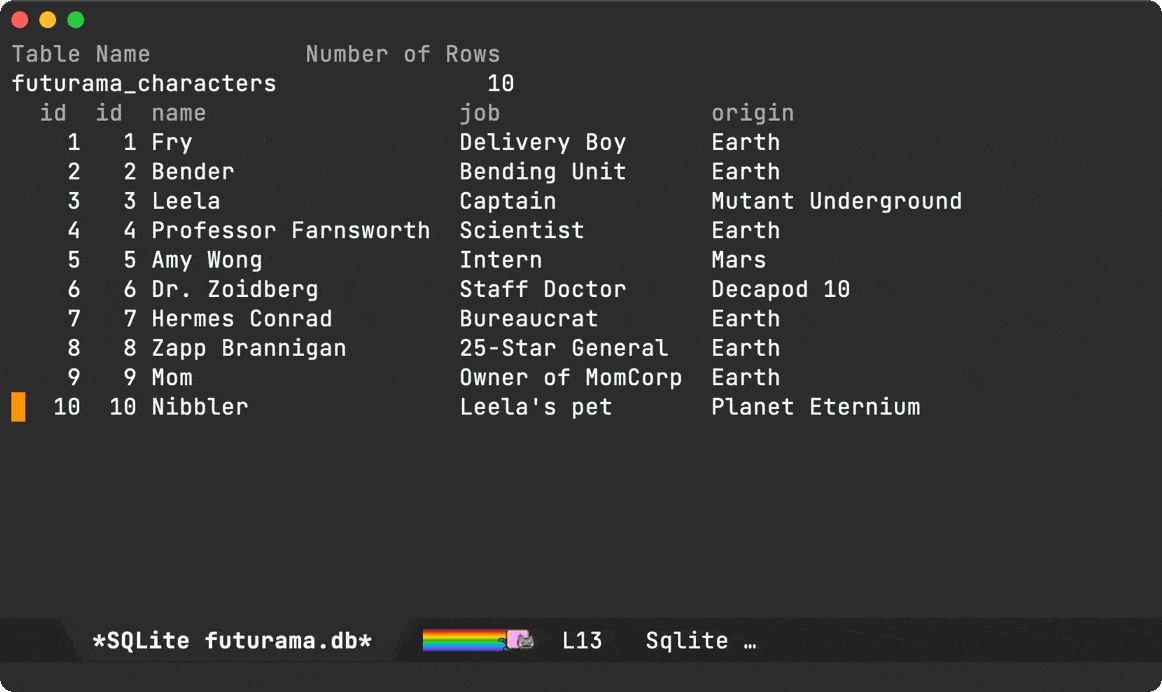 Table Name Number of Rows
futurama_characters 10
id id name job origin
1 1 Fry Delivery Boy Earth
2 2 Bender Bending Unit Earth
3 3 Leela Captain Mutant Underground
4 4 Professor Farnsworth Scientist Earth
5 5 Amy Wong Intern Mars
6 6 Dr. Zoidberg Staff Doctor Decapod 10
7 7 Hermes Conrad Bureaucrat Earth
8 8 Zapp Brannigan 25-Star General Earth
9 9 Mom Owner of MomCorp Earth
10 10 Nibbler Leela's pet Planet Eternium
*SQLite futurama.db* L13 Sqlite …